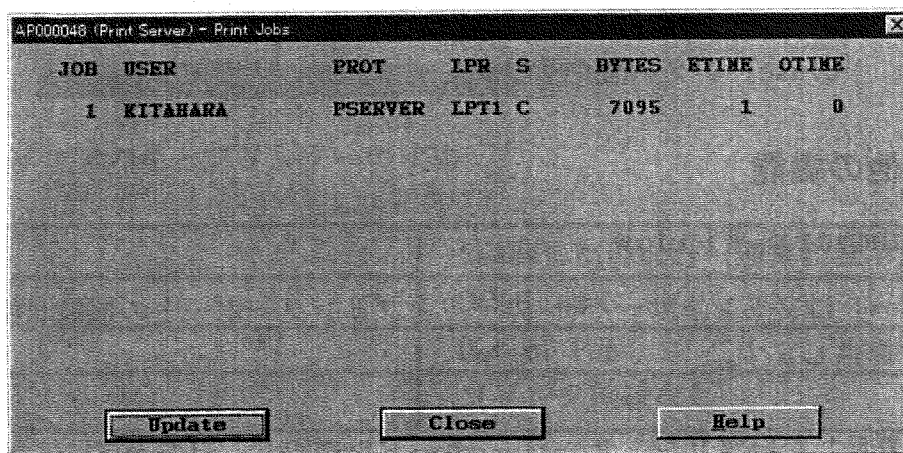 AP000048 (Print Server) - Print Jobs
JOB USER PROT LPR S BYTES ETIME OTIME
1 KITAHARA PSERVER LPT1 C 7095 1 0
Update Close Help